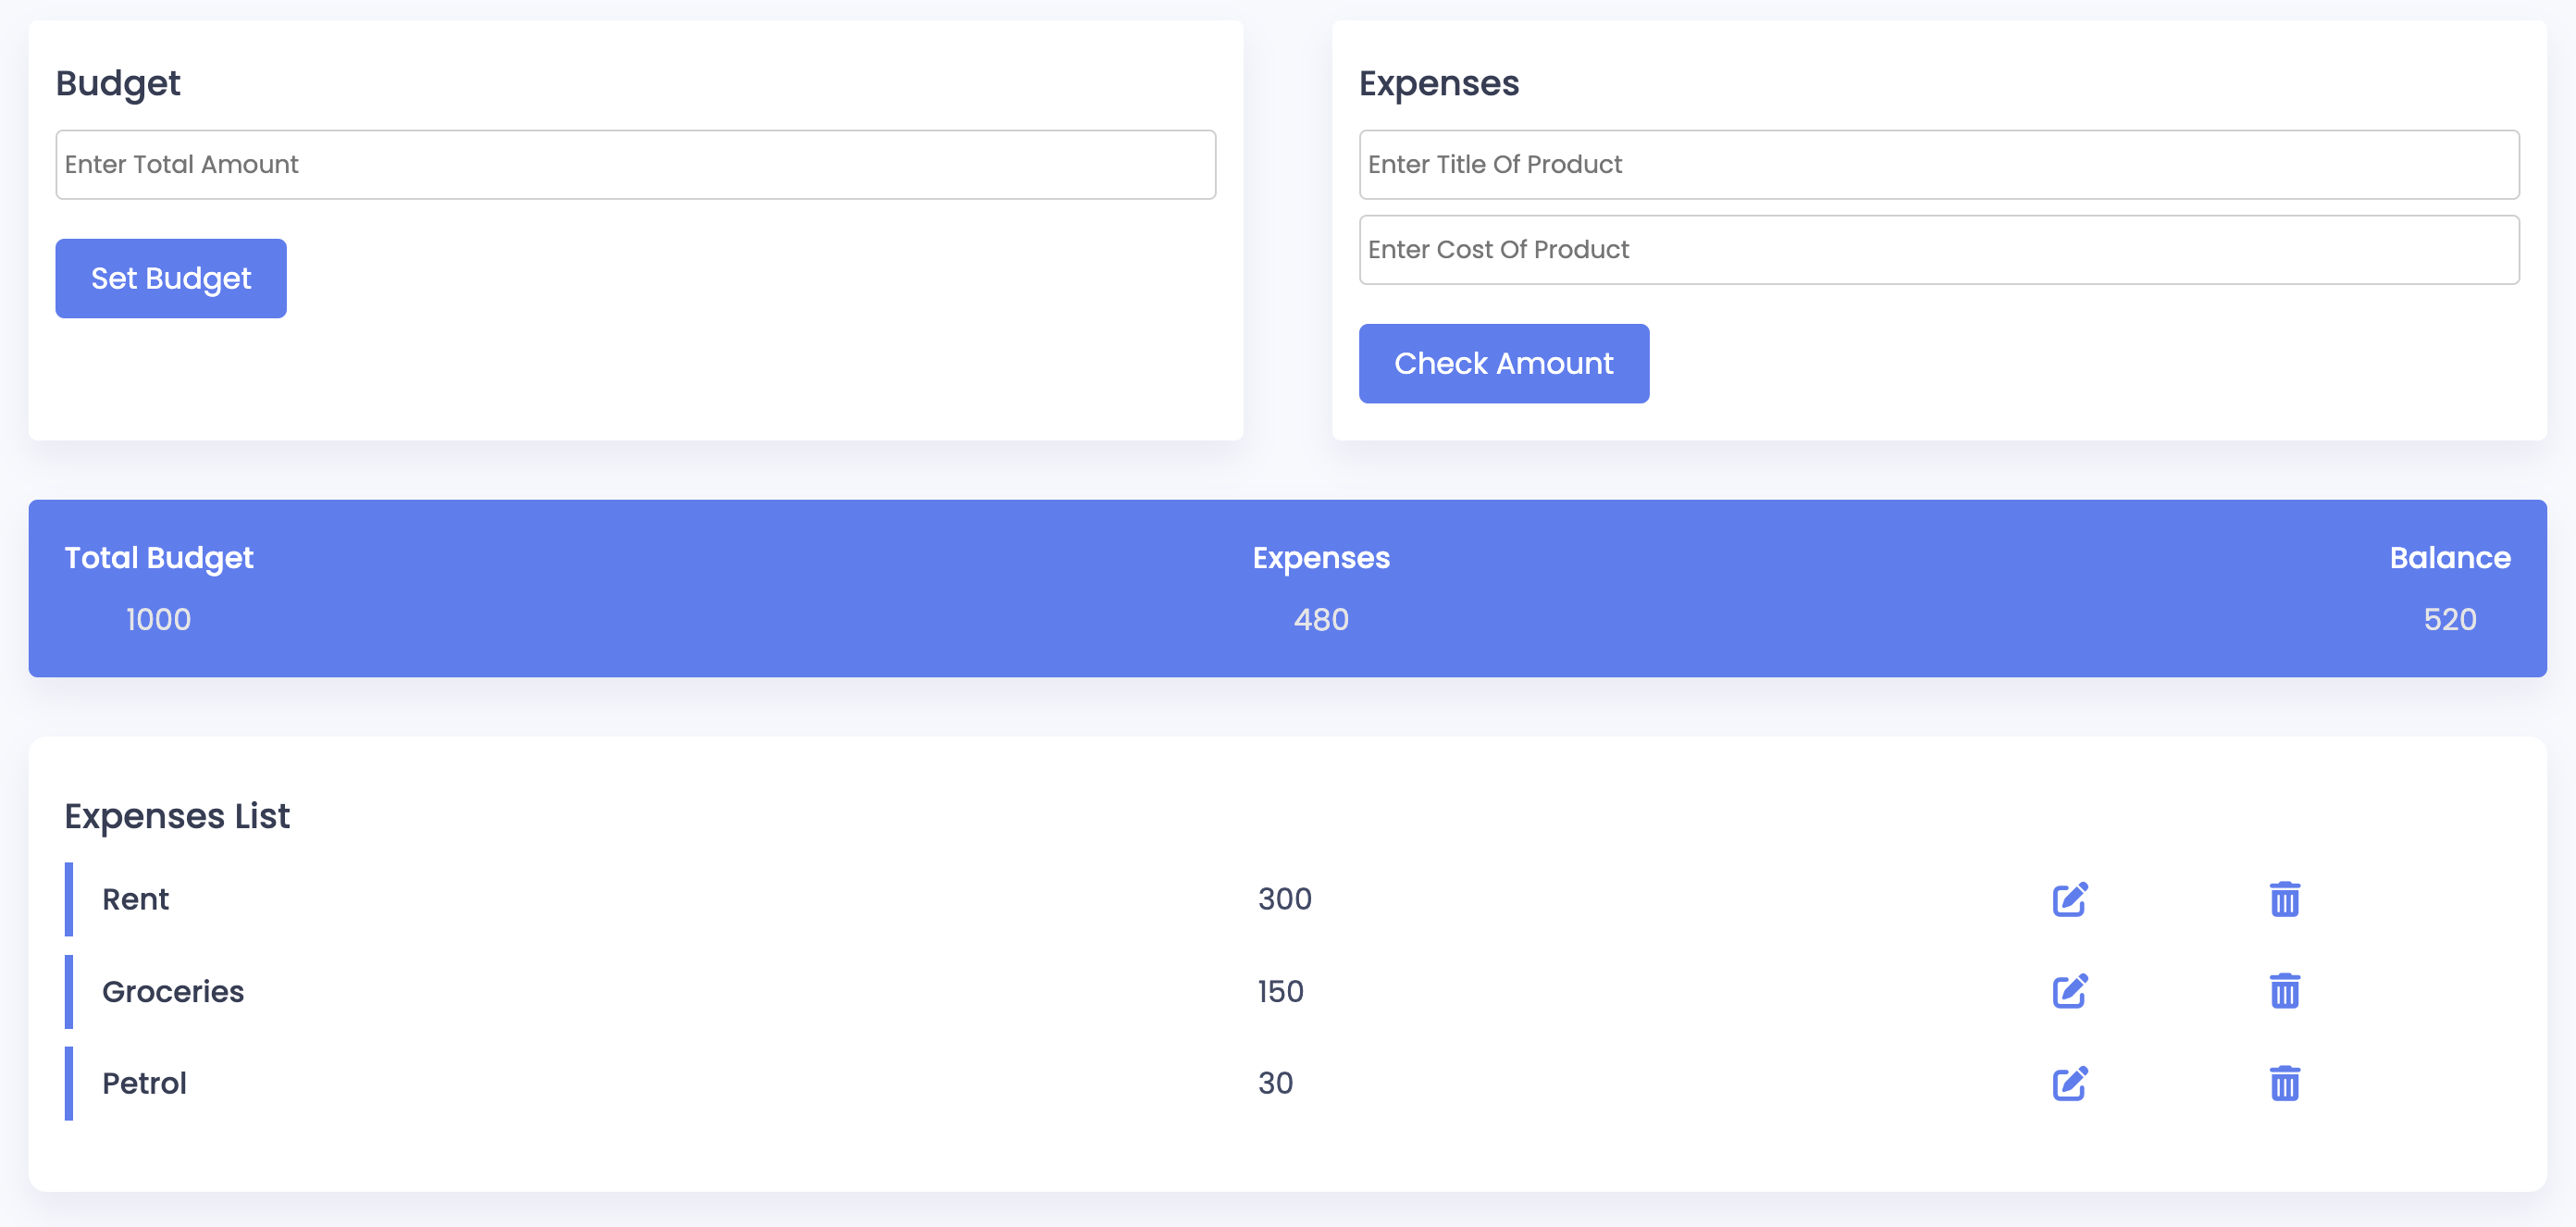 Budget
Enter Total Amount
Set Budget
Expenses
Enter Title Of Product
Enter Cost Of Product
Check Amount
Total Budget Expenses Balance
1000 480 520
Expenses List
Rent 300
Groceries 150
Petrol 30